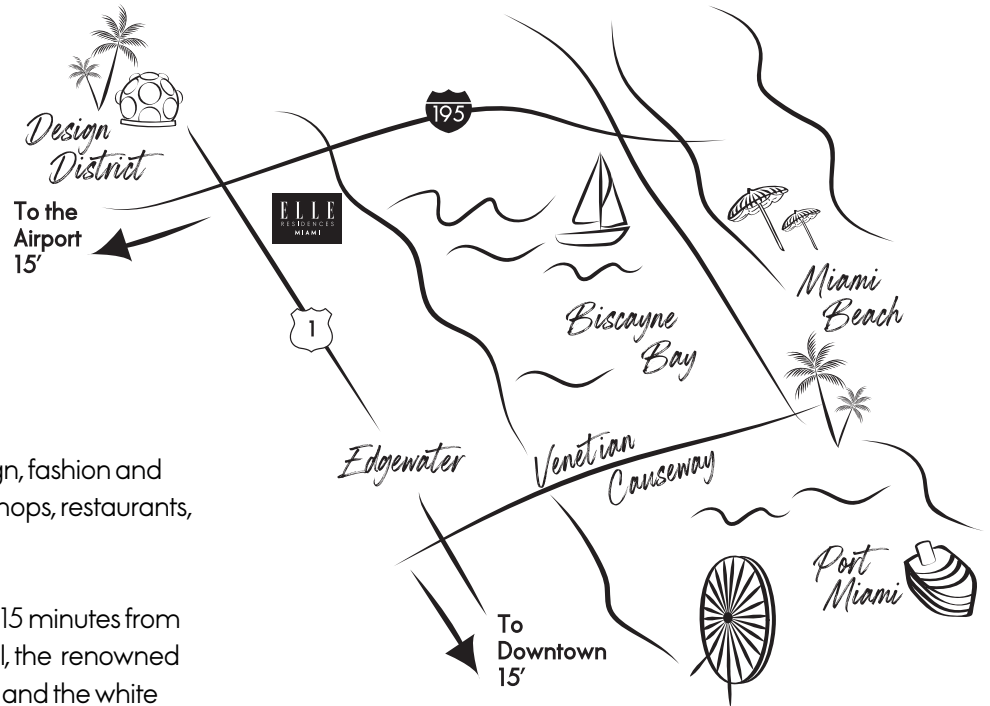 195
Design
District
To the
Airport
15’
ELLE
RESIDENCES
MIAMI
Miami
Beach
1
Biscayne
Bay
Edgewater
Venetian
Causeway
gn, fashion and
hops, restaurants,
Port
Miami
15 minutes from
l, the renowned
and the white
To
Downtown
15’